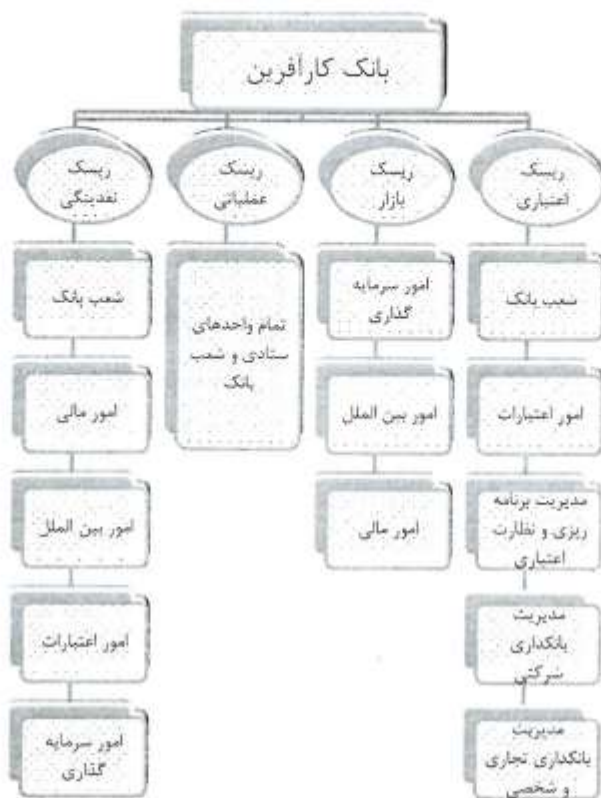 بانک کارآفرین
ریسک
اعتباری
شعب بانک
امور اعتبارات
مدیریت برنامه
ریزی و نظارت
اعتباری
مدیریت
بانکداری
شرکتی
مدیریت
بانکداری تجاری
و شخصی
ریسک
بازار
امور سرمایه
گذاری
امور بین الملل
امور مالی
ریسک
عملیاتی
تمام واحدهای
ستادی و شعب
بانک
ریسک
نقدینگی
شعب بانک
امور مالی
امور بین الملل
امور اعتبارات
امور سرمایه
گذاری